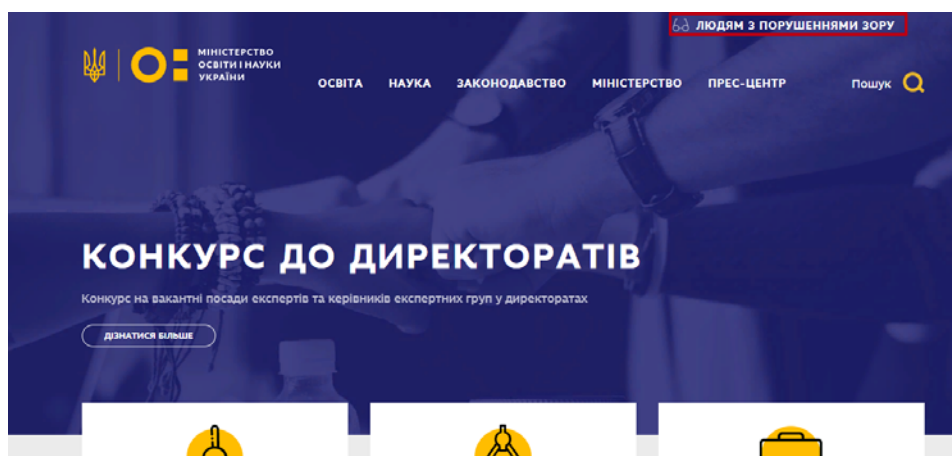 ЛЮДЯМ З ПОРУШЕННЯМИ ЗОРУ
МІНІСТЕРСТВО
ОСВІТИ І НАУКИ
УКРАЇНИ
ОСВІТА НАУКА ЗАКОНОДАВСТВО МІНІСТЕРСТВО ПРЕС-ЦЕНТР Пошук
КОНКУРС ДО ДИРЕКТОРАТІВ
Конкурс на вакантні посади експертів та керівників експертних груп у директоратах
ДІЗНАТИСЯ БІЛЬШЕ